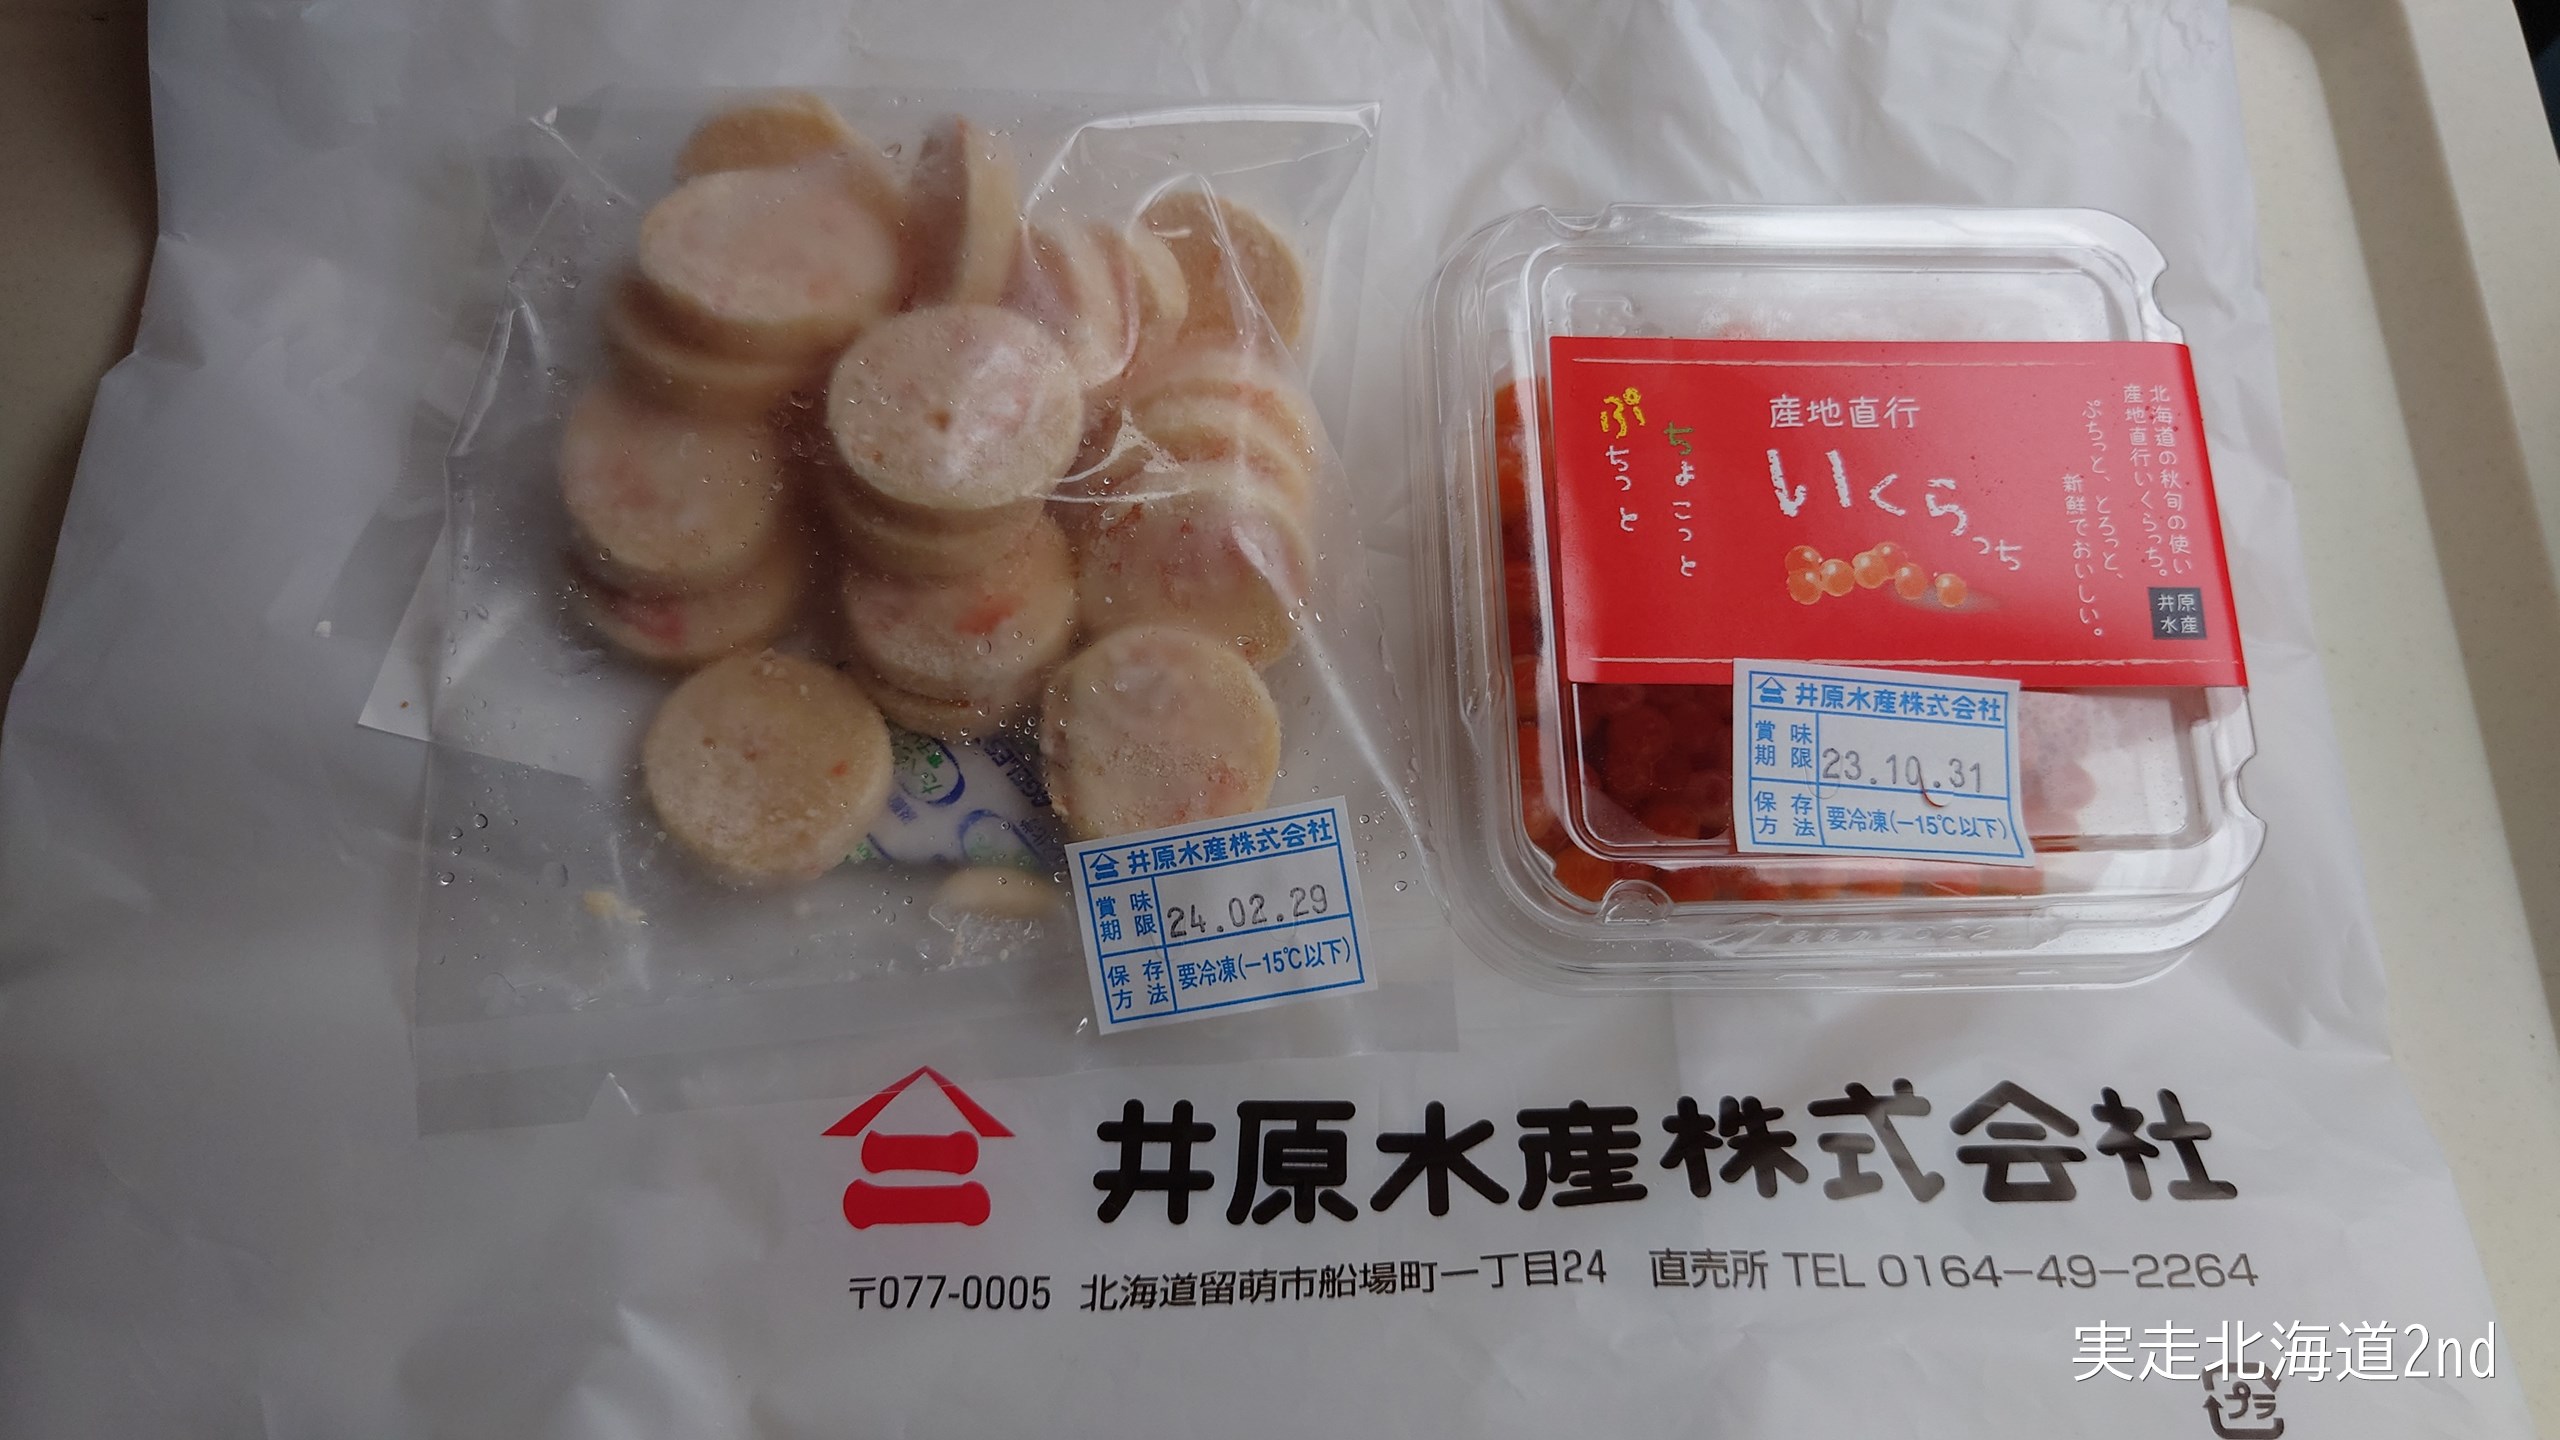 産地直行
いくらっち
北海道の秋旬の使い
産地直行いくらっち。
ぷちっと、とろっと、
新鮮でおいしい。
井原
水産
ちょこっと
ぷちっと
井原水産株式会社
賞味期限 23.10.31
保存方法 要冷凍(-15℃以下)
井原水産株式会社
賞味期限 24.02.29
保存方法 要冷凍(-15℃以下)
井原水産株式会社
〒077-0005 北海道留萌市船場町一丁目24 直売所 TEL 0164-49-2264
実走北海道2nd
プラ